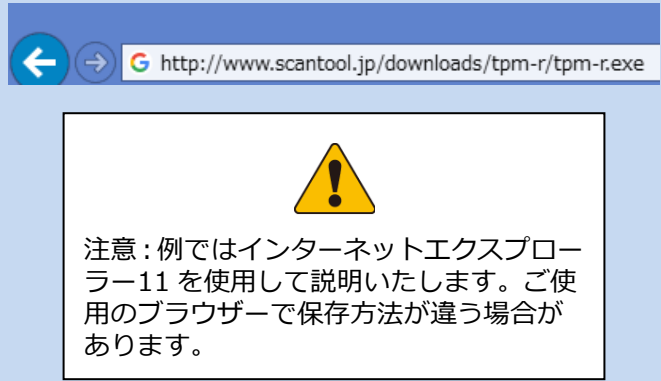 http://www.scantool.jp/downloads/tpm-r/tpm-r.exe
注意：例ではインターネットエクスプロー
ラー11 を使用して説明いたします。ご使
用のブラウザーで保存方法が違う場合が
あります。